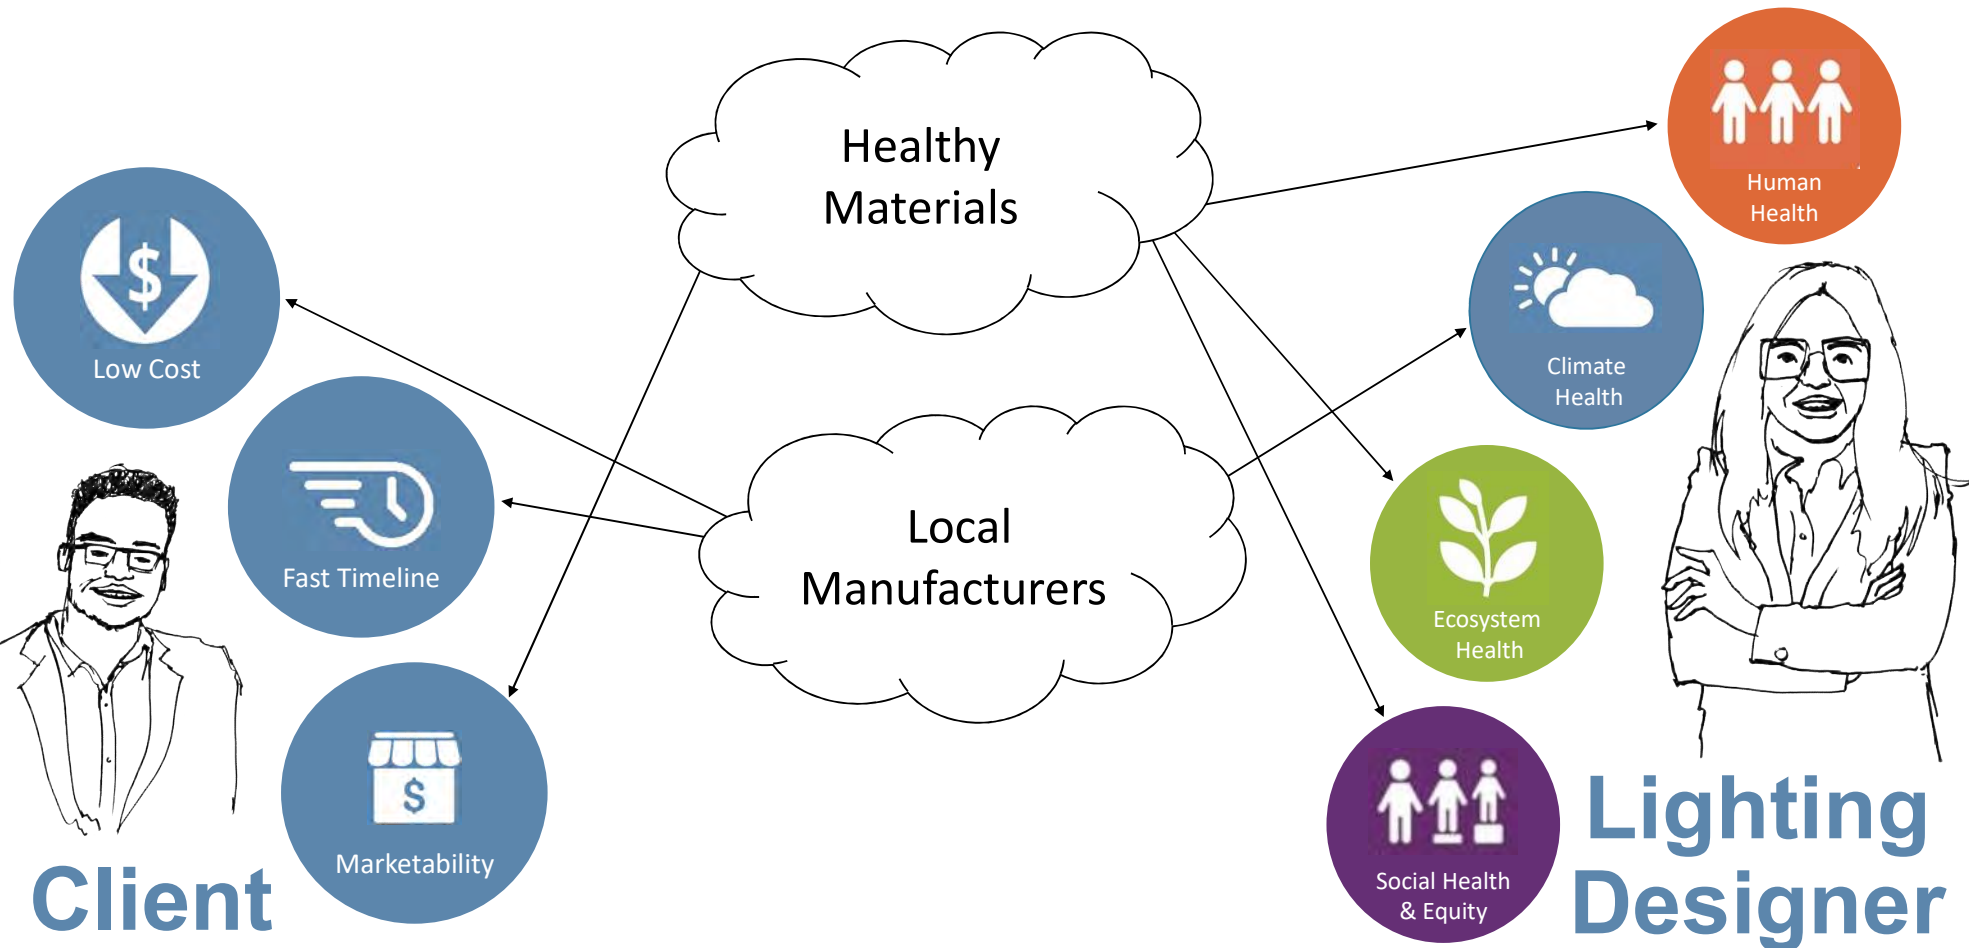 Healthy
Materials
Local
Manufacturers
$
Low Cost
Fast Timeline
$
Marketability
Client
Human
Health
Climate
Health
Ecosystem
Health
Social Health
& Equity
Lighting
Designer